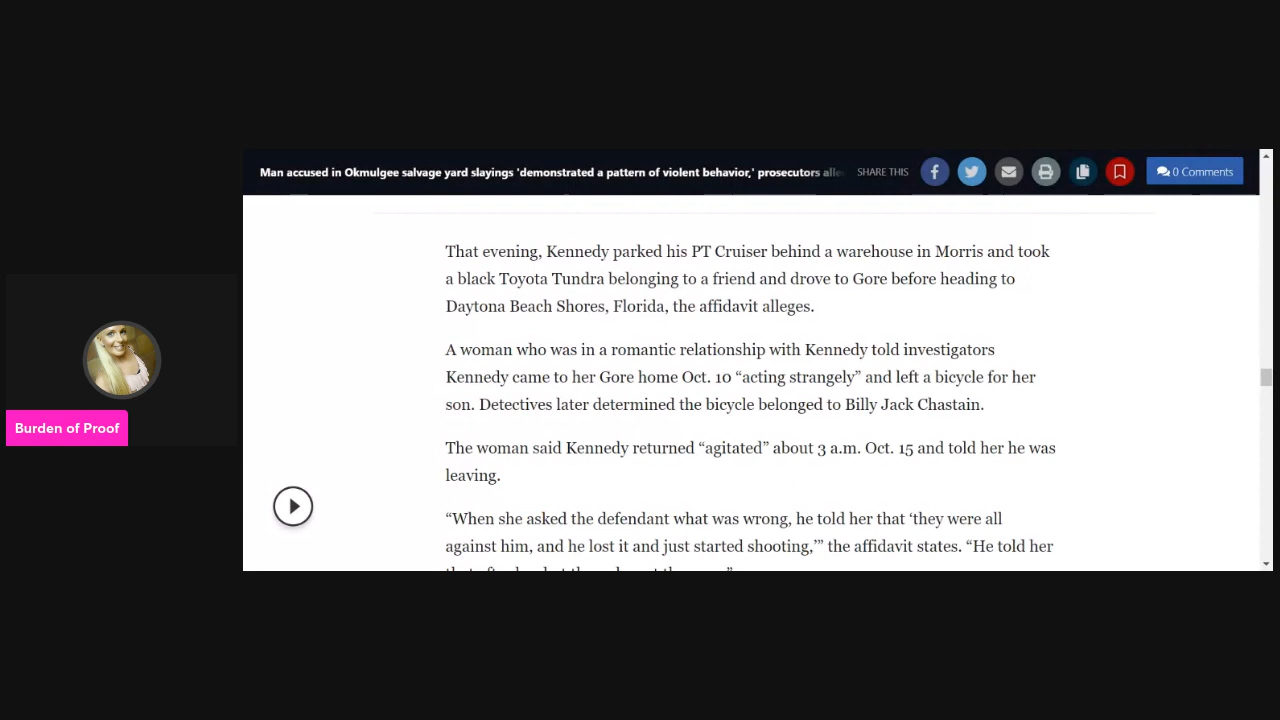 Man accused in Okmulgee salvage yard slayings 'demonstrated a pattern of violent behavior,' prosecutors
SHARE THIS
0 Comments
That evening, Kennedy parked his PT Cruiser behind a warehouse in Morris and took
a black Toyota Tundra belonging to a friend and drove to Gore before heading to
Daytona Beach Shores, Florida, the affidavit alleges.
A woman who was in a romantic relationship with Kennedy told investigators
Kennedy came to her Gore home Oct. 10 “acting strangely” and left a bicycle for her
son. Detectives later determined the bicycle belonged to Billy Jack Chastain.
The woman said Kennedy returned “agitated” about 3 a.m. Oct. 15 and told her he was
leaving.
“When she asked the defendant what was wrong, he told her that ‘they were all
against him, and he lost it and just started shooting,’” the affidavit states. “He told her
Burden of Proof